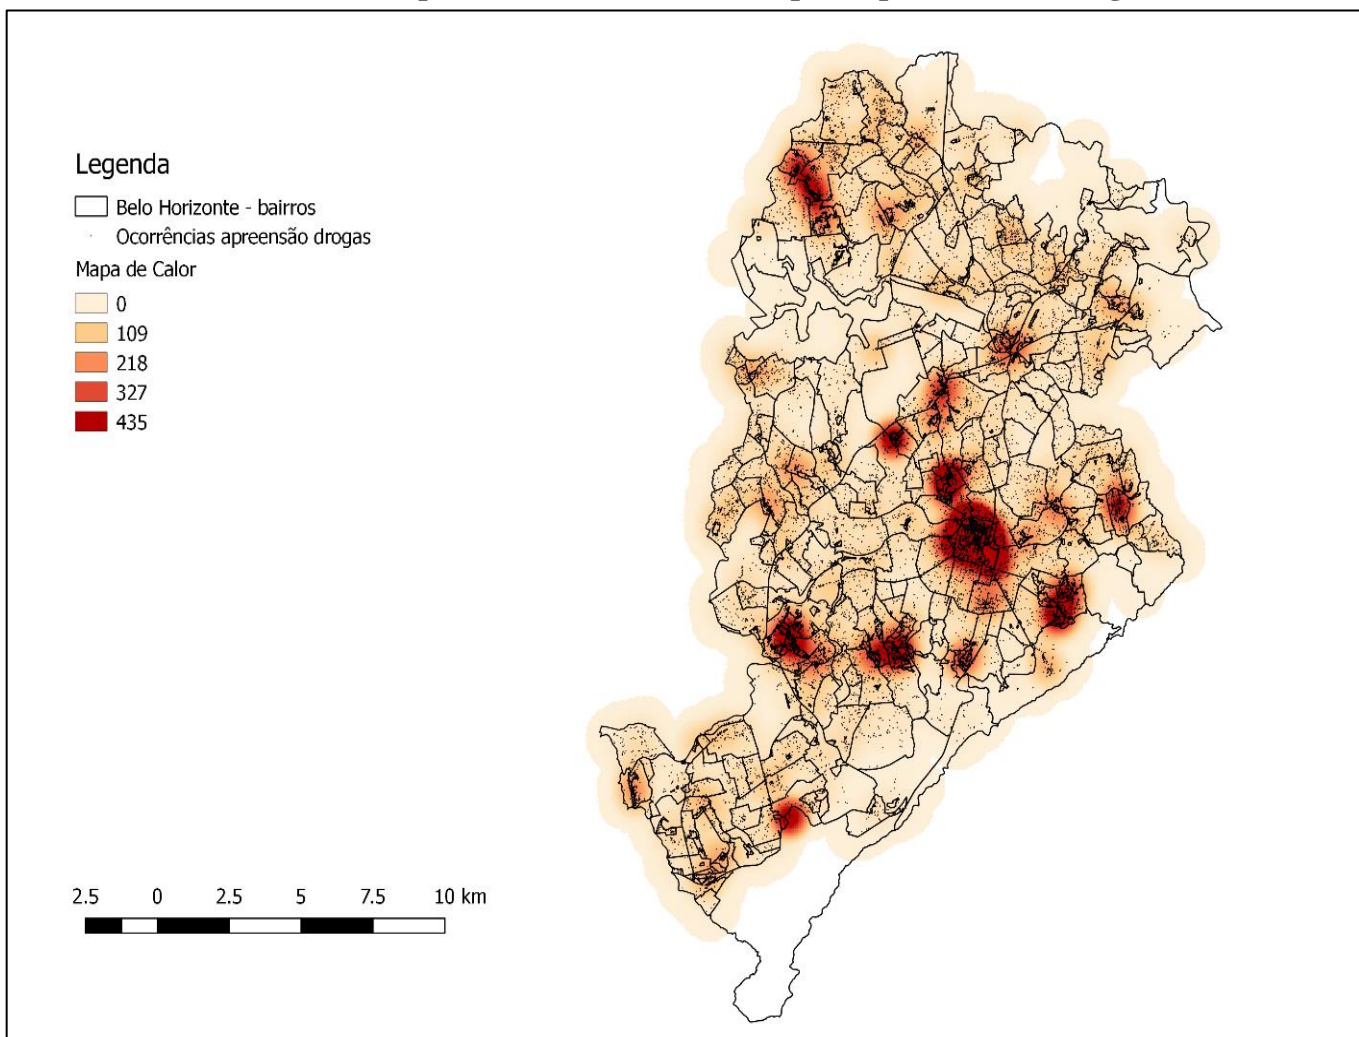 Legenda
Belo Horizonte - bairros
Ocorrências apreensão drogas
Mapa de Calor
0
109
218
327
435
2.5 0 2.5 5 7.5 10 km